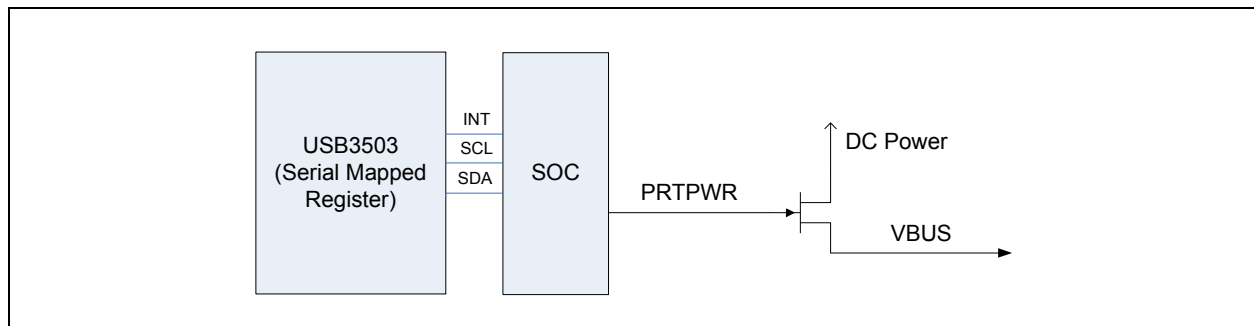 USB3503
(Serial Mapped
Register)
INT
SCL
SDA
SOC
PRTPWR
DC Power
VBUS